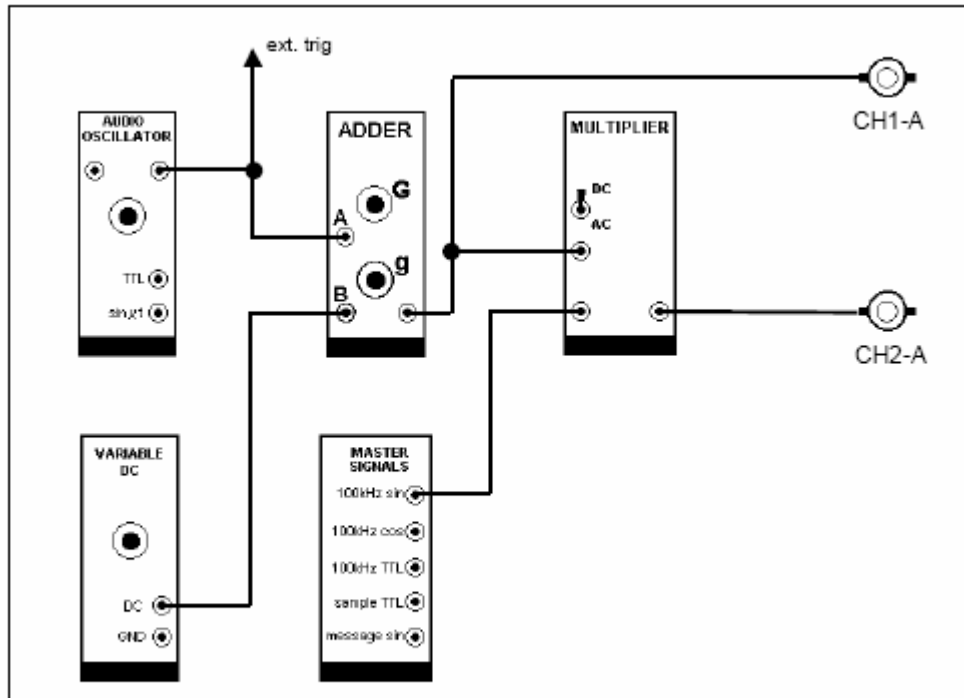 ext. trig
AUDIO
OSCILLATOR
TTL
ADDER
G
A
g
B
MULTIPLIER
DC
AC
CH1-A
CH2-A
VARIABLE
DC
DC
GND
MASTER
SIGNALS
100kHz sin
100kHz cos
100kHz TTL
sample TTL
message sin